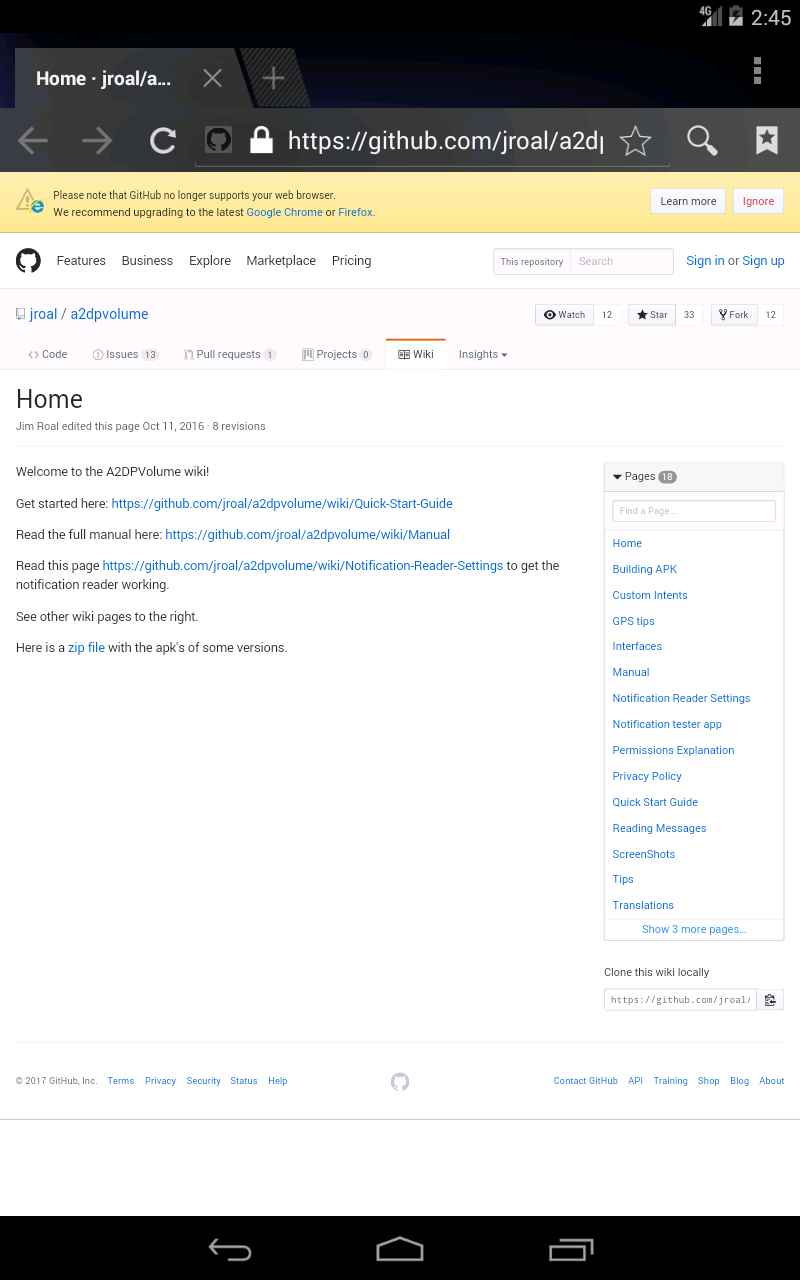 4G 2:45
Home · jroal/a...
https://github.com/jroal/a2d
Please note that GitHub no longer supports your web browser.
We recommend upgrading to the latest Google Chrome or Firefox.
Learn more Ignore
Features Business Explore Marketplace Pricing This repository Search Sign in or Sign up
jroal / a2dpvolume Watch 12 Star 33 Fork 12
Code Issues 13 Pull requests 1 Projects 0 Wiki Insights
Home
Jim Roal edited this page Oct 11, 2016 · 8 revisions
Welcome to the A2DPVolume wiki!
Get started here: https://github.com/jroal/a2dpvolume/wiki/Quick-Start-Guide
Read the full manual here: https://github.com/jroal/a2dpvolume/wiki/Manual
Read this page https://github.com/jroal/a2dpvolume/wiki/Notification-Reader-Settings to get the
notification reader working.
See other wiki pages to the right.
Here is a zip file with the apk's of some versions.
Pages 18
Find a Page...
Home
Building APK
Custom Intents
GPS tips
Interfaces
Manual
Notification Reader Settings
Notification tester app
Permissions Explanation
Privacy Policy
Quick Start Guide
Reading Messages
ScreenShots
Tips
Translations
Show 3 more pages...
Clone this wiki locally
https://github.com/jroal/
© 2017 GitHub, Inc. Terms Privacy Security Status Help Contact GitHub API Training Shop Blog About